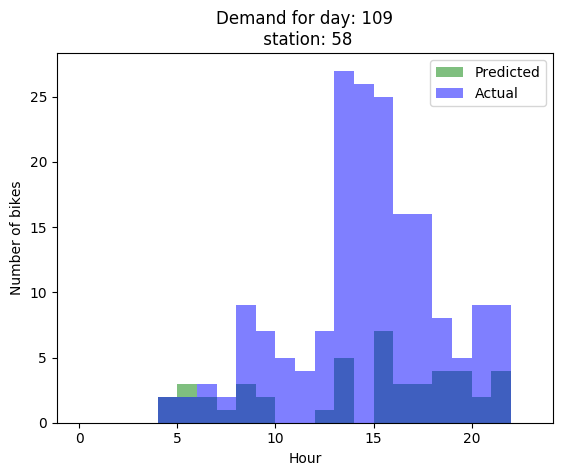 Demand for day: 109
station: 58
Predicted
Actual
Number of bikes
25
20
15
10
5
0
0 5 10 15 20
Hour